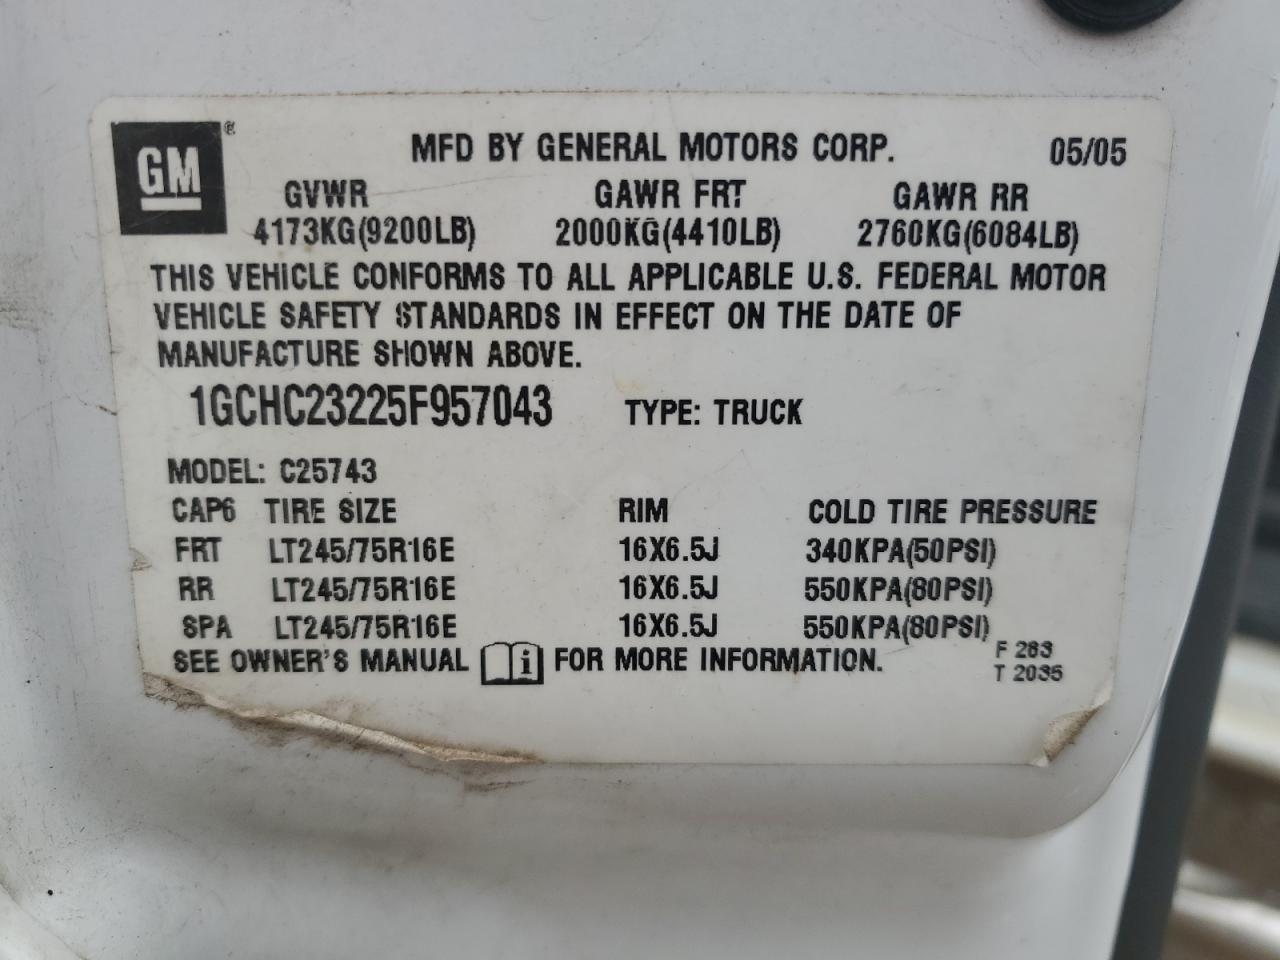 GM®
MFD BY GENERAL MOTORS CORP. 05/05
GVWR GAWR FRT GAWR RR
4173KG(9200LB) 2000KG(4410LB) 2760KG(6084LB)
THIS VEHICLE CONFORMS TO ALL APPLICABLE U.S. FEDERAL MOTOR
VEHICLE SAFETY STANDARDS IN EFFECT ON THE DATE OF
MANUFACTURE SHOWN ABOVE.
1GCHC23225F957043 TYPE: TRUCK
MODEL: C25743
CAP6 TIRE SIZE RIM COLD TIRE PRESSURE
FRT LT245/75R16E 16X6.5J 340KPA(50PSI)
RR LT245/75R16E 16X6.5J 550KPA(80PSI)
SPA LT245/75R16E 16X6.5J 550KPA(80PSI)
SEE OWNER'S MANUAL i FOR MORE INFORMATION.
F 283
T 2035